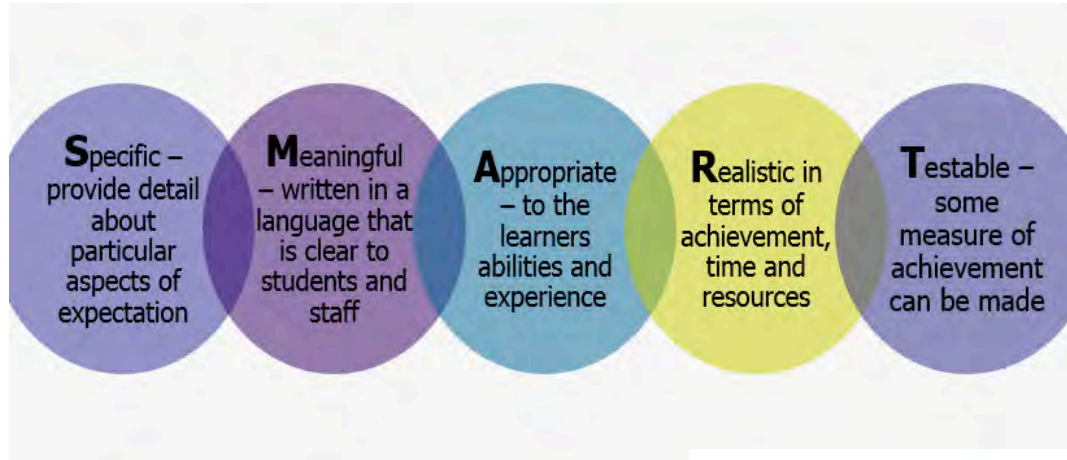 Specific –
provide detail
about
particular
aspects of
expectation
Meaningful
– written in a
language that
is clear to
students and
staff
Appropriate
– to the
learners
abilities and
experience
Realistic in
terms of
achievement,
time and
resources
Testable –
some
measure of
achievement
can be made